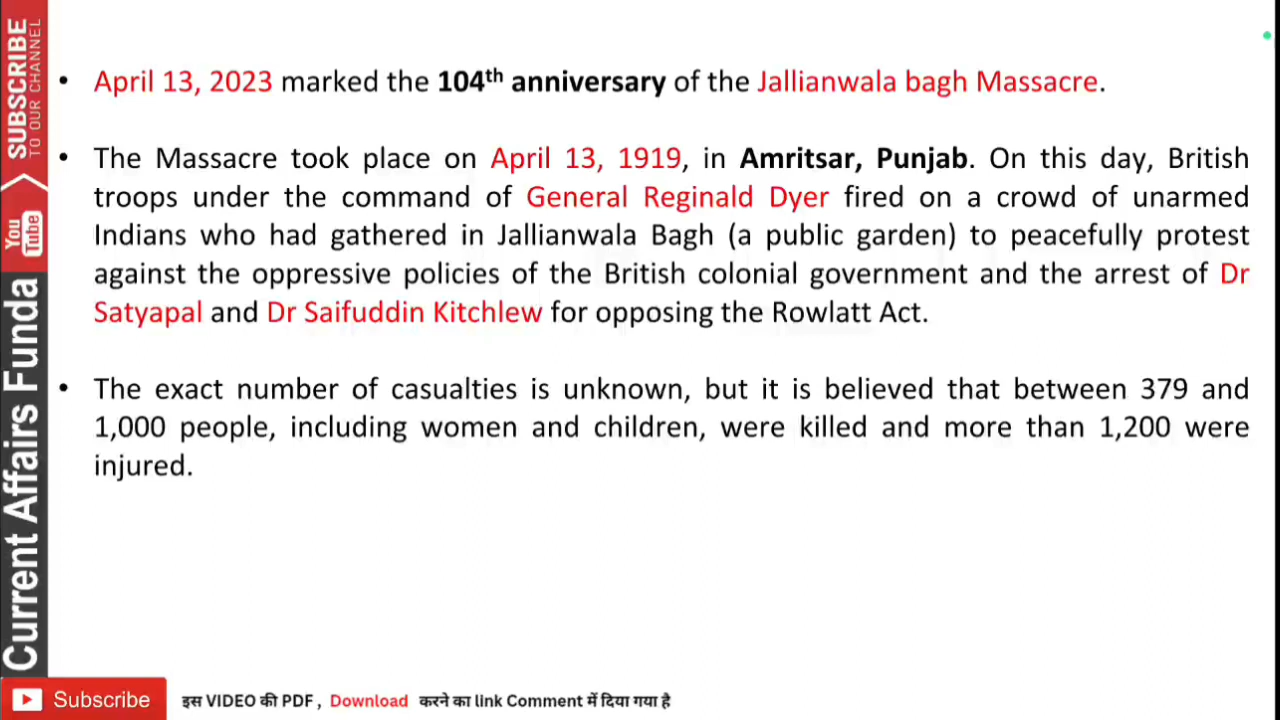 • April 13, 2023 marked the 104th anniversary of the Jallianwala bagh Massacre.
• The Massacre took place on April 13, 1919, in Amritsar, Punjab. On this day, British
troops under the command of General Reginald Dyer fired on a crowd of unarmed
Indians who had gathered in Jallianwala Bagh (a public garden) to peacefully protest
against the oppressive policies of the British colonial government and the arrest of Dr
Satyapal and Dr Saifuddin Kitchlew for opposing the Rowlatt Act.
• The exact number of casualties is unknown, but it is believed that between 379 and
1,000 people, including women and children, were killed and more than 1,200 were
injured.
SUBSCRIBE
TO OUR CHANNEL
You
Tube
Current Affairs Funda
Subscribe
इस VIDEO की PDF , Download करने का link Comment में दिया गया है